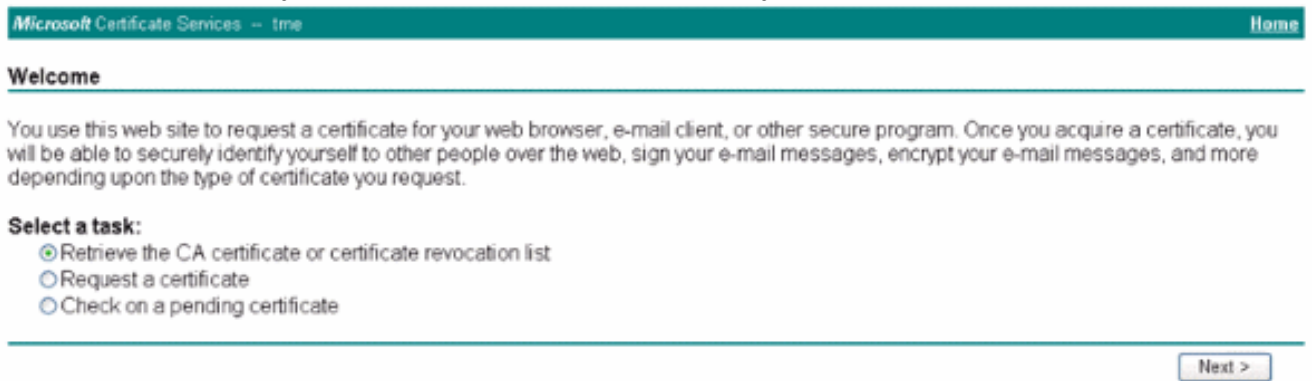 Microsoft Certificate Services -- tme Home
Welcome
You use this web site to request a certificate for your web browser, e-mail client, or other secure program. Once you acquire a certificate, you
will be able to securely identify yourself to other people over the web, sign your e-mail messages, encrypt your e-mail messages, and more
depending upon the type of certificate you request.
Select a task:
Retrieve the CA certificate or certificate revocation list
Request a certificate
Check on a pending certificate
Next >